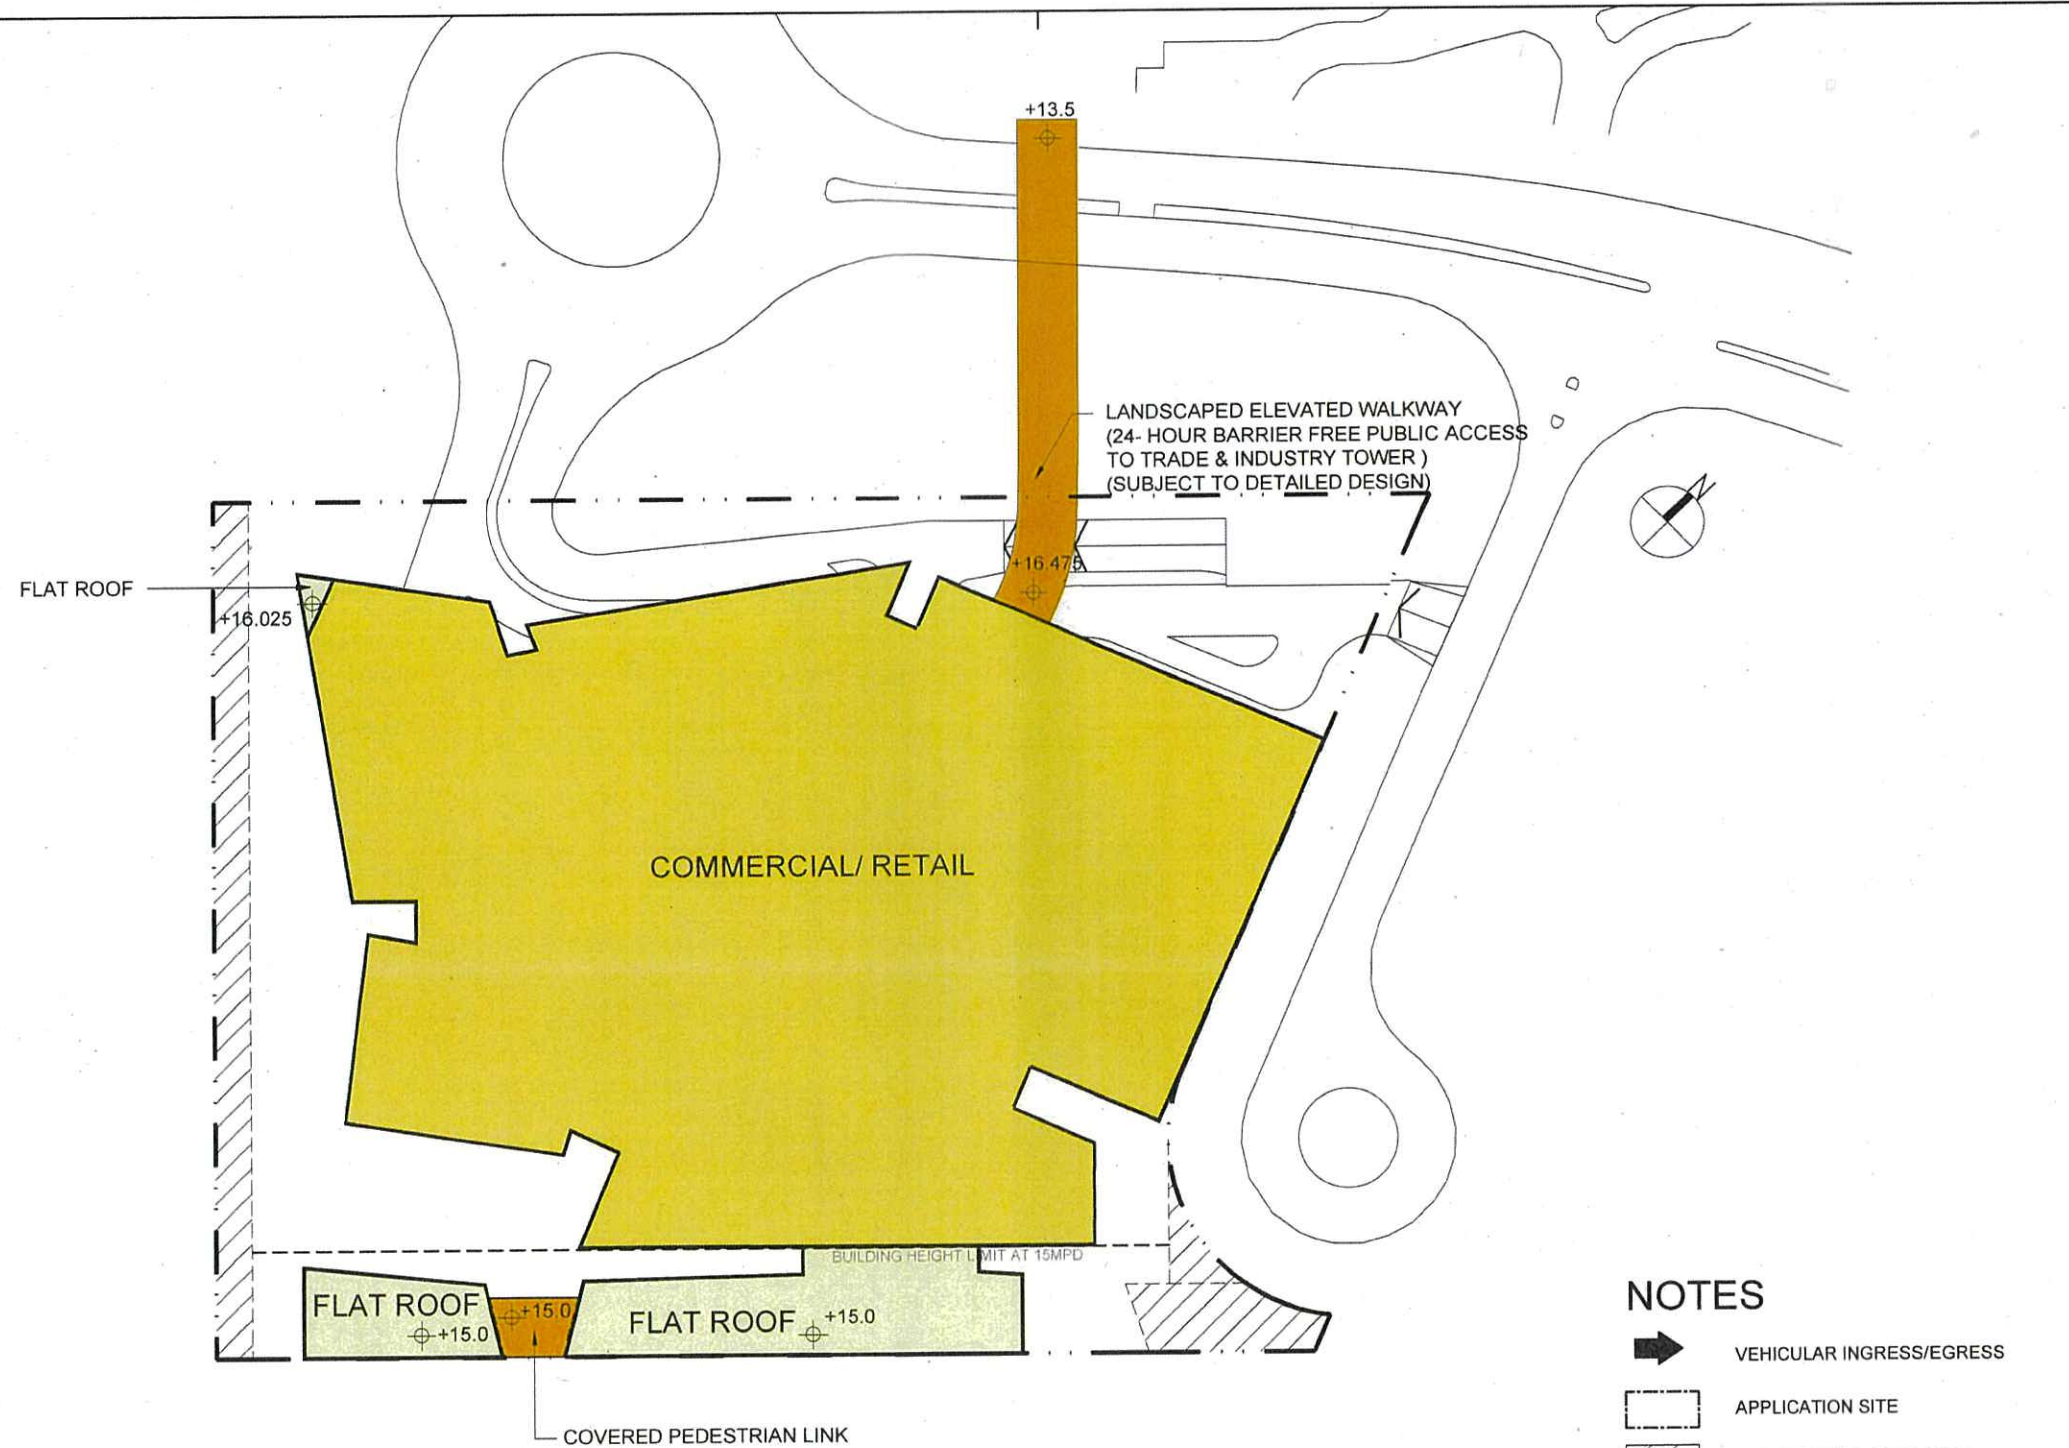 +13.5
LANDSCAPED ELEVATED WALKWAY
(24- HOUR BARRIER FREE PUBLIC ACCESS
TO TRADE & INDUSTRY TOWER )
(SUBJECT TO DETAILED DESIGN)
N
+16.475
FLAT ROOF
+16.025
COMMERCIAL/ RETAIL
BUILDING HEIGHT LIMIT AT 15MPD
FLAT ROOF
+15.0
+15.0
FLAT ROOF
+15.0
COVERED PEDESTRIAN LINK
NOTES
VEHICULAR INGRESS/EGRESS
APPLICATION SITE